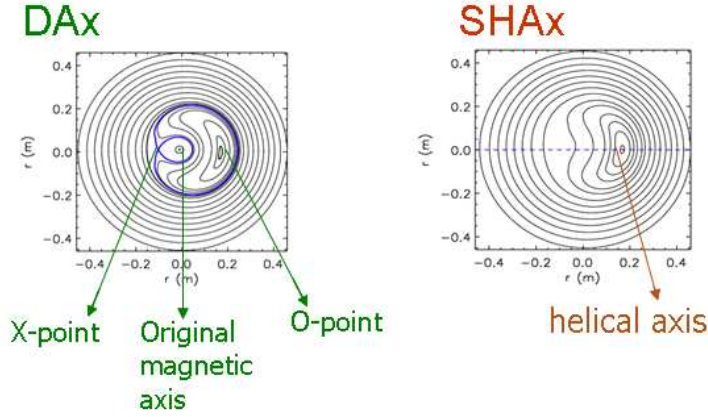 DAx
SHAx
0.4
0.2
0.0
−0.2
−0.4
r (m)
−0.4 −0.2 0.0 0.2 0.4
r (m)
0.4
0.2
0.0
−0.2
−0.4
r (m)
−0.4 −0.2 0.0 0.2 0.4
r (m)
X-point
Original
magnetic
axis
O-point
helical axis